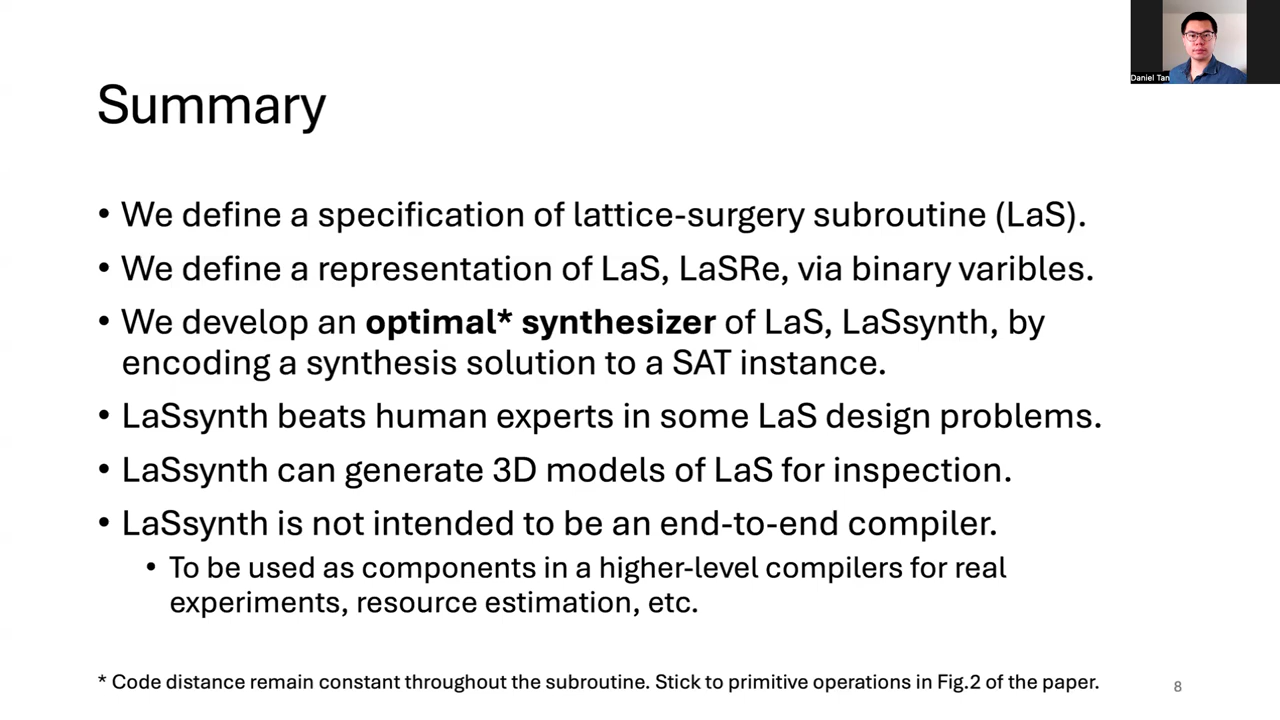 Daniel Tan
Summary
• We define a specification of lattice-surgery subroutine (LaS).
• We define a representation of LaS, LaSRe, via binary varibles.
• We develop an optimal* synthesizer of LaS, LaSsynth, by
encoding a synthesis solution to a SAT instance.
• LaSsynth beats human experts in some LaS design problems.
• LaSsynth can generate 3D models of LaS for inspection.
• LaSsynth is not intended to be an end-to-end compiler.
• To be used as components in a higher-level compilers for real
experiments, resource estimation, etc.
* Code distance remain constant throughout the subroutine. Stick to primitive operations in Fig.2 of the paper.
8